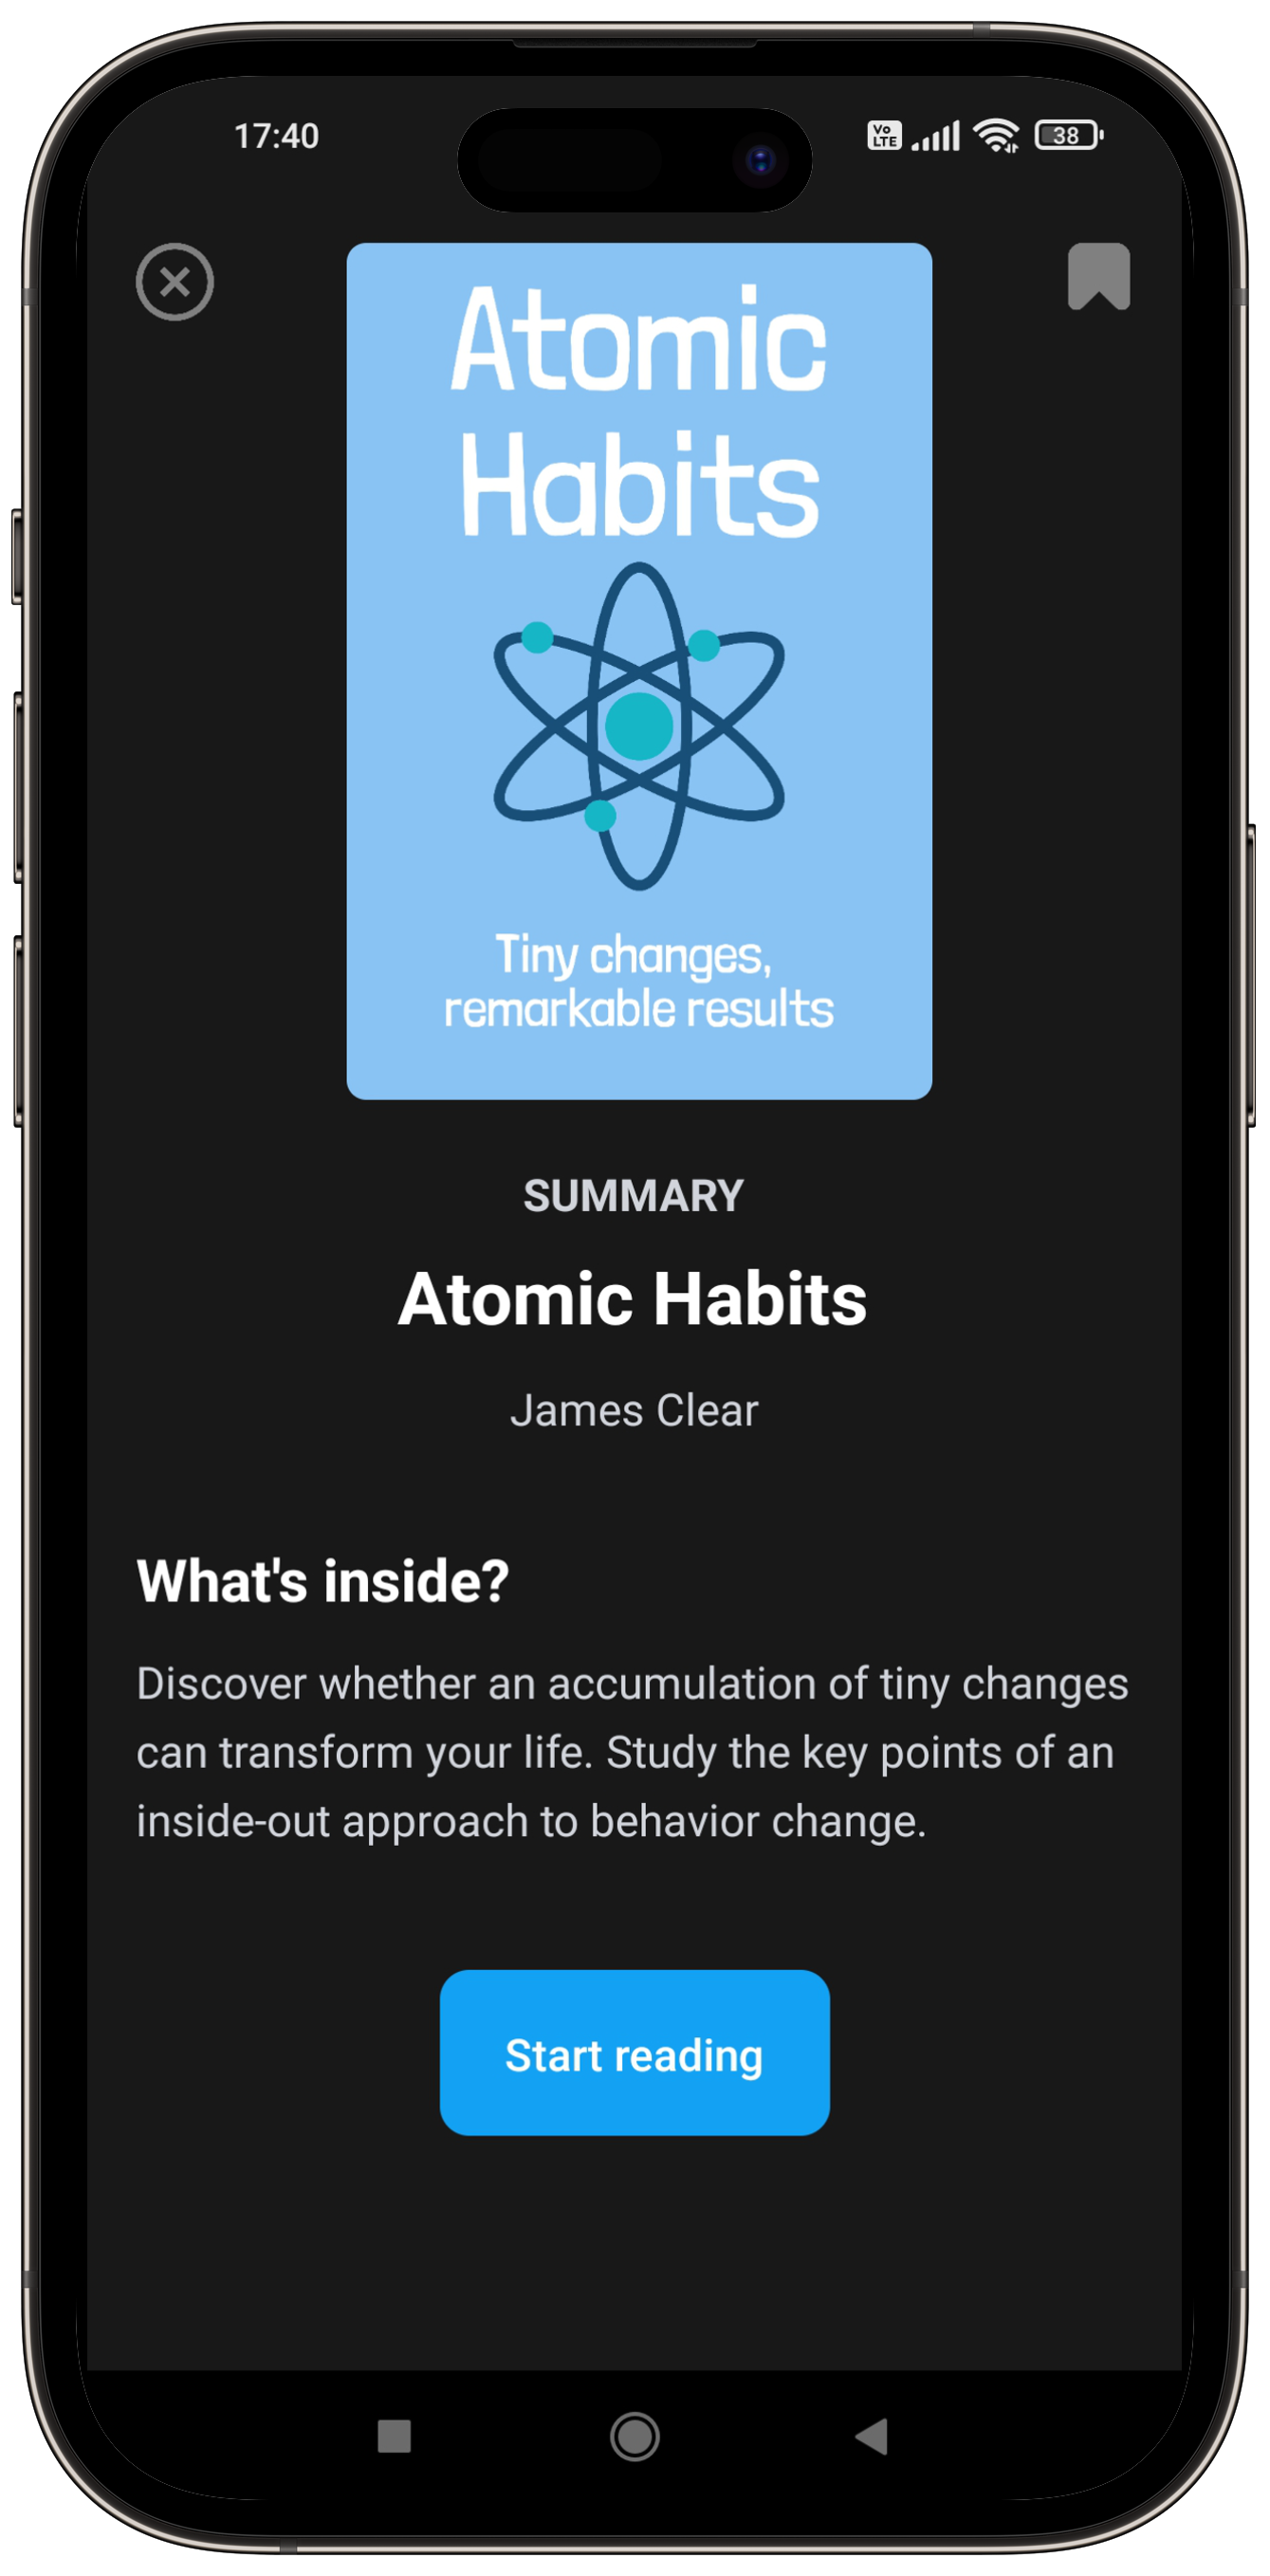 17:40
Vo
LTE
38
Atomic
Habits
Tiny changes,
remarkable results
SUMMARY
Atomic Habits
James Clear
What's inside?
Discover whether an accumulation of tiny changes
can transform your life. Study the key points of an
inside-out approach to behavior change.
Start reading